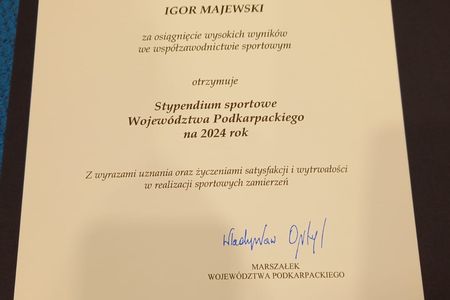 IGOR MAJEWSKI
za osiągnięcie wysokich wyników
we współzawodnictwie sportowym
otrzymuje
Stypendium sportowe
Województwa Podkarpackiego
na 2024 rok
Z wyrazami uznania oraz życzeniami satysfakcji i wytrwałości
w realizacji sportowych zamierzeń
Władysław Ortyl
MARSZAŁEK
WOJEWÓDZTWA PODKARPACKIEGO